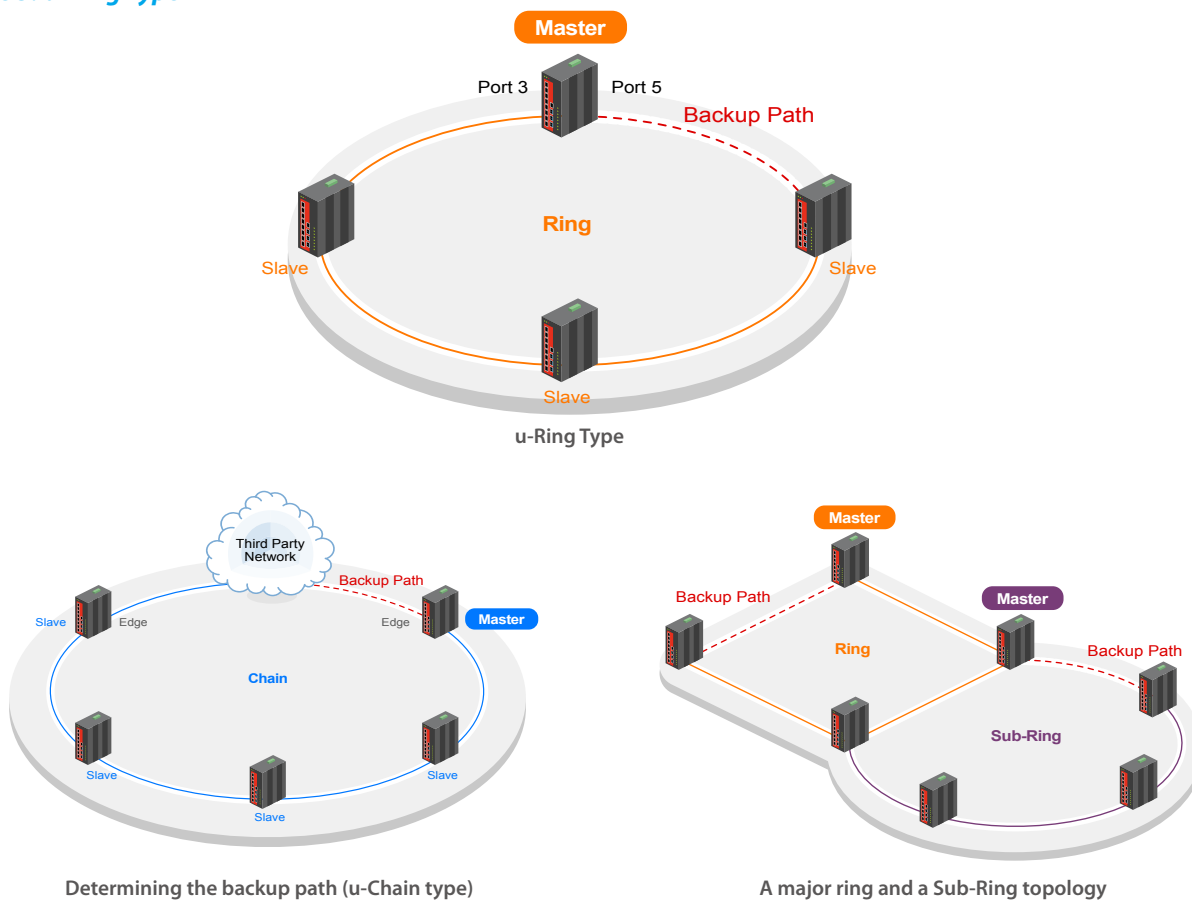 Master
Port 3
Port 5
Backup Path
Ring
Slave
Slave
Slave
u-Ring Type
Third Party
Network
Backup Path
Slave
Edge
Edge
Master
Chain
Slave
Slave
Slave
Determining the backup path (u-Chain type)
Master
Backup Path
Master
Ring
Backup Path
Sub-Ring
A major ring and a Sub-Ring topology